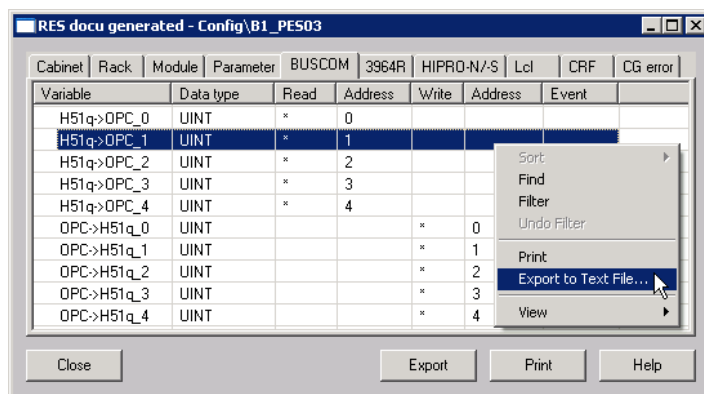 RES docu generated - Config\B1_PES03
Cabinet Rack Module Parameter BUSCOM 3964R HIPRO-N/-S Lcl CRF CG error
Variable Data type Read Address Write Address Event
H51q->OPC_0 UINT * 0
H51q->OPC_1 UINT * 1
H51q->OPC_2 UINT * 2
H51q->OPC_3 UINT * 3
H51q->OPC_4 UINT * 4
OPC->H51q_0 UINT * 0
OPC->H51q_1 UINT * 1
OPC->H51q_2 UINT * 2
OPC->H51q_3 UINT * 3
OPC->H51q_4 UINT * 4
Sort
Find
Filter
Undo Filter
Print
Export to Text File...
View
Close Export Print Help